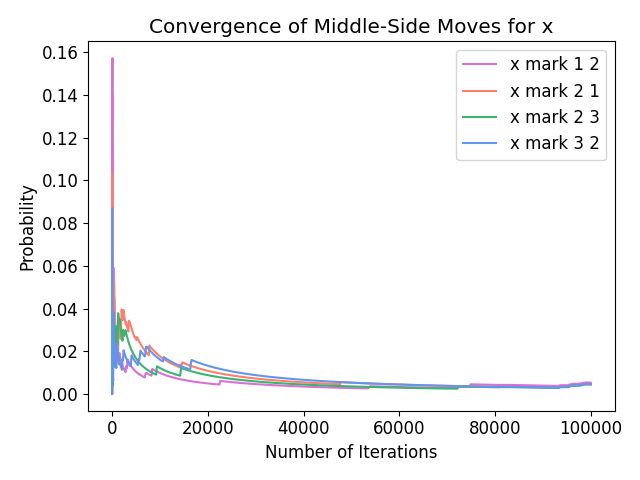 Convergence of Middle-Side Moves for x
0.16
0.14
0.12
0.10
0.08
0.06
0.04
0.02
0.00
Probability
x mark 1 2
x mark 2 1
x mark 2 3
x mark 3 2
0
20000
40000
60000
80000
100000
Number of Iterations